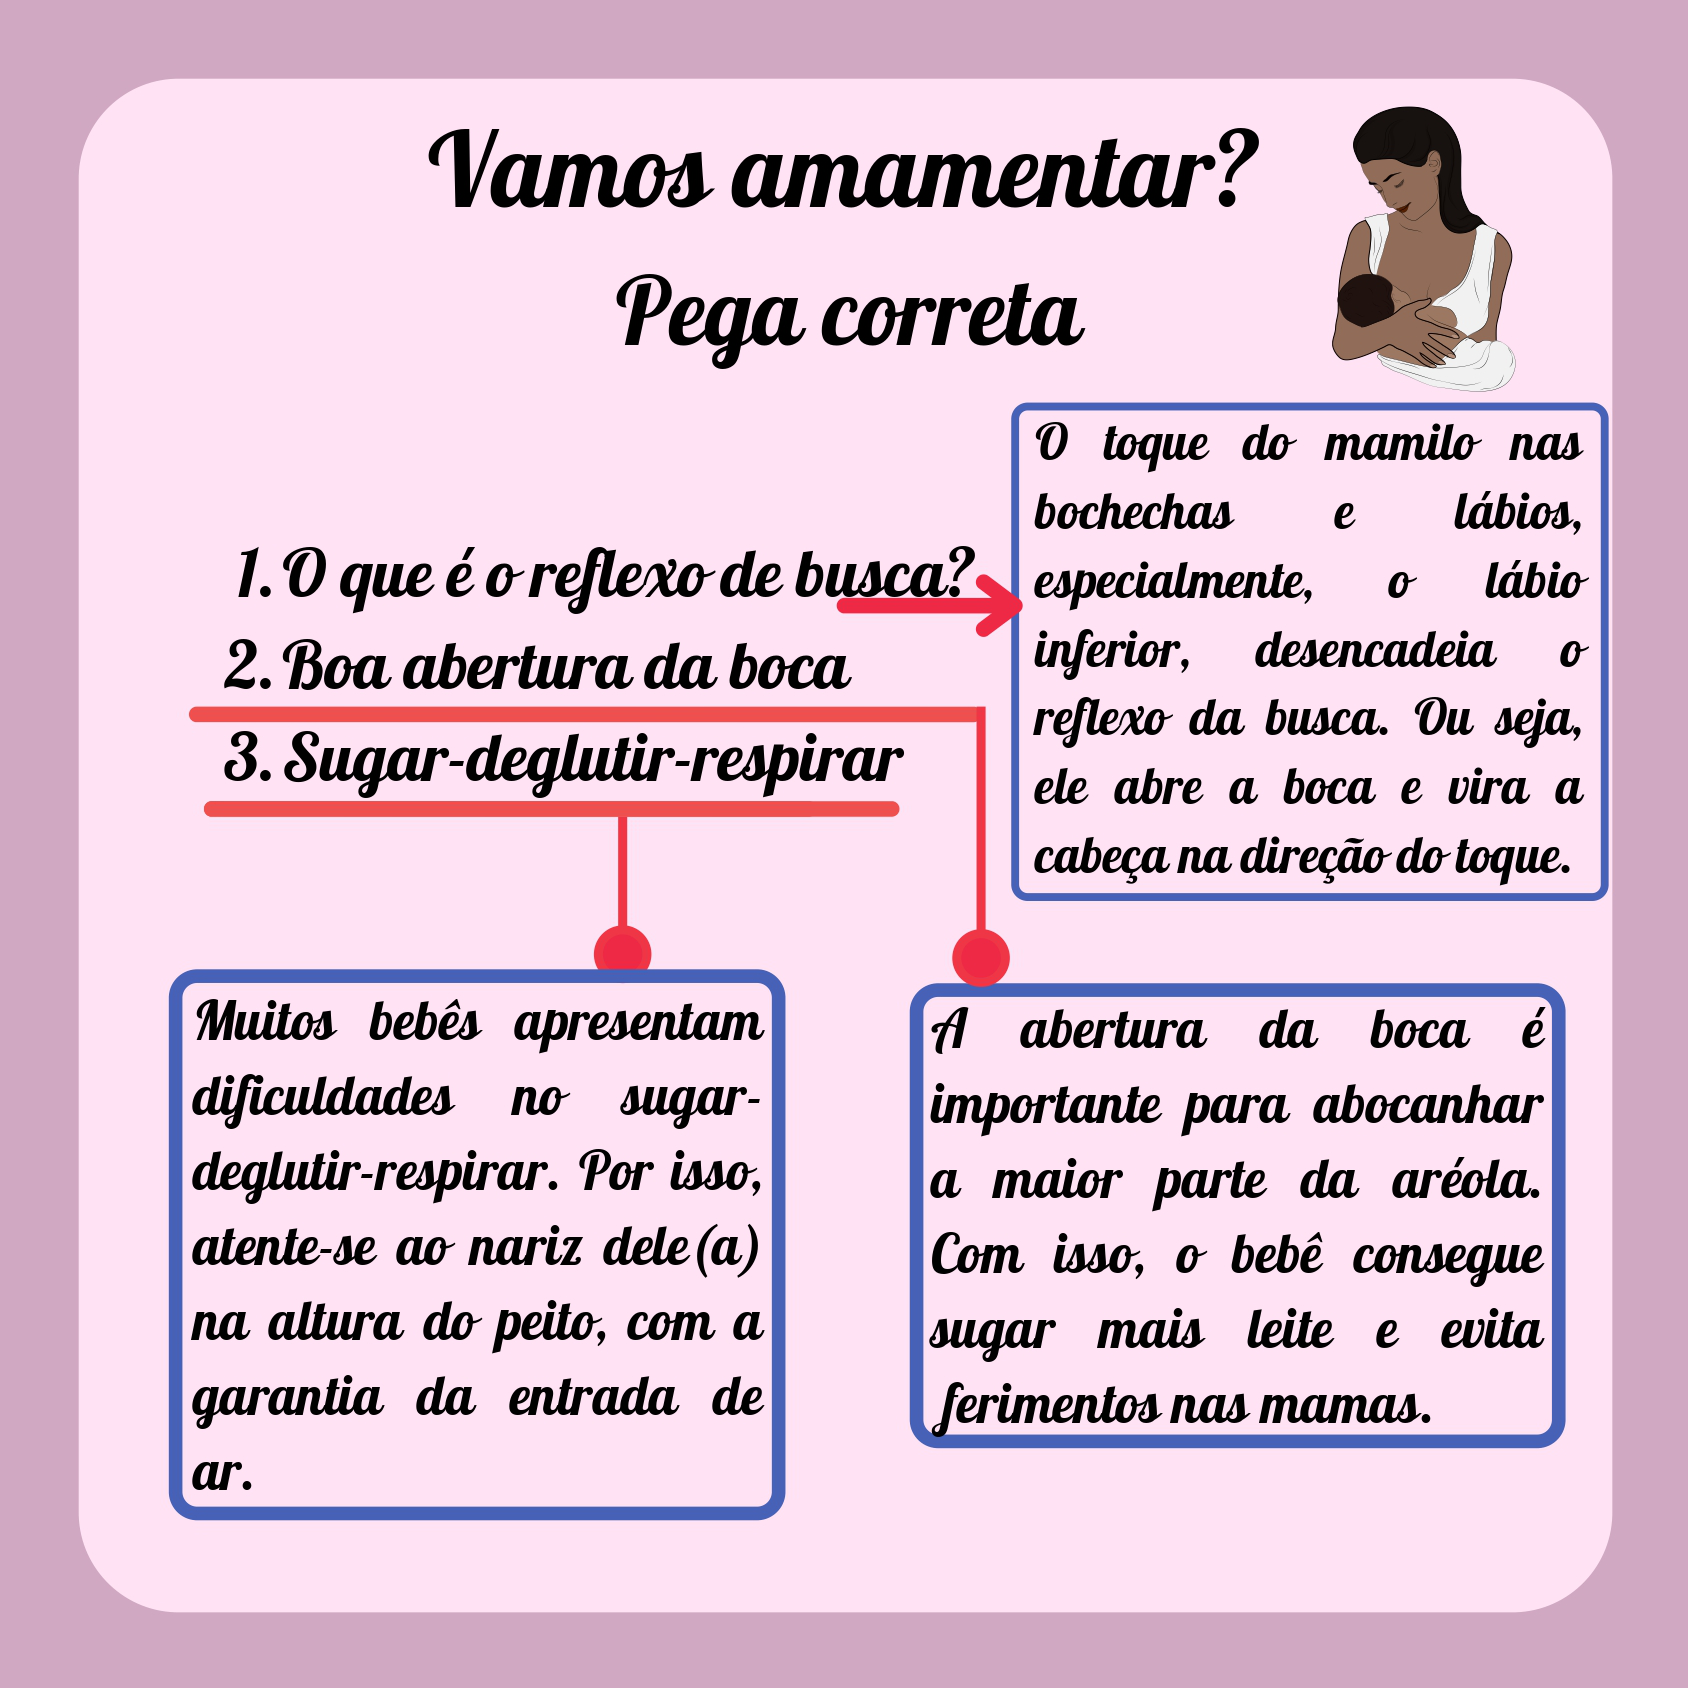 Vamos amamentar?
Pega correta
1. O que é o reflexo de busca?
2. Boa abertura da boca
3. Sugar-deglutir-respirar
O toque do mamilo nas
bochechas e lábios,
especialmente, o lábio
inferior, desencadeia o
reflexo da busca. Ou seja,
ele abre a boca e vira a
cabeça na direção do toque.
Muitos bebês apresentam
dificuldades no sugar-
deglutir-respirar. Por isso,
atente-se ao nariz dele(a)
na altura do peito, com a
garantia da entrada de
ar.
A abertura da boca é
importante para abocanhar
a maior parte da aréola.
Com isso, o bebê consegue
sugar mais leite e evita
ferimentos nas mamas.